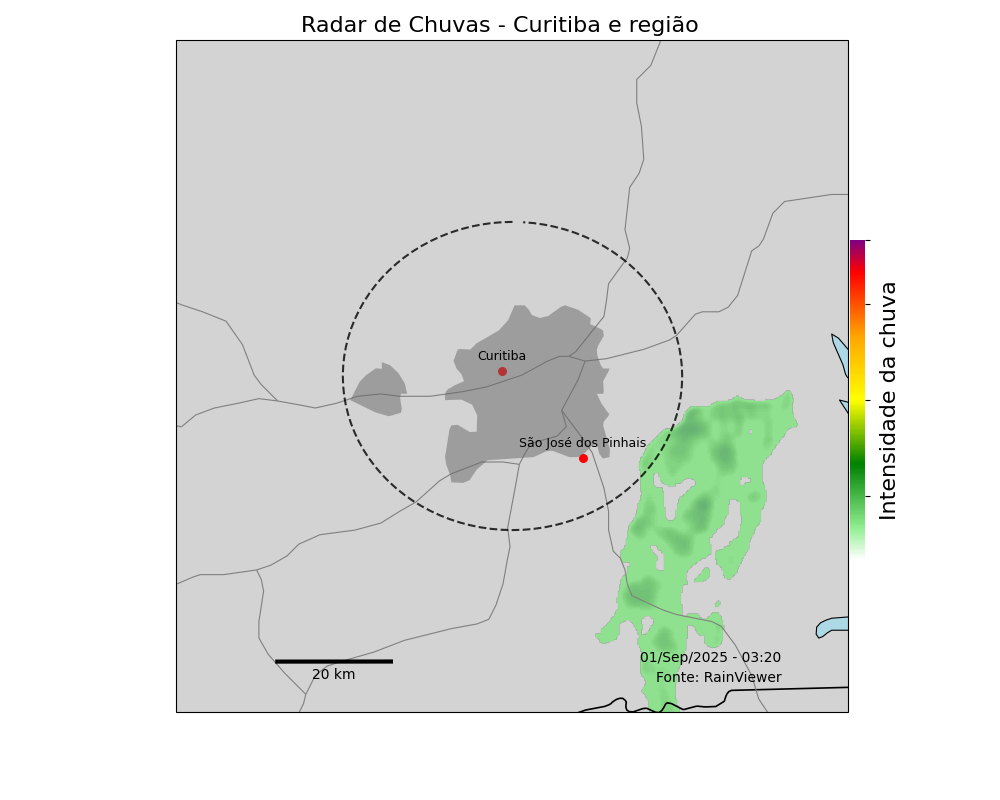 Radar de Chuvas - Curitiba e região
Curitiba
São José dos Pinhais
Intensidade da chuva
01/Sep/2025 - 03:20
20 km
Fonte: RainViewer